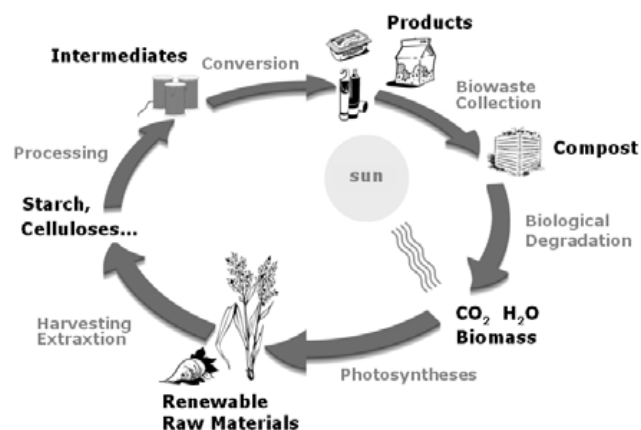 Products
Intermediates
Conversion
Biowaste
Collection
Processing
Compost
sun
Starch,
Celluloses...
Biological
Degradation
CO₂ H₂O
Biomass
Harvesting
Extraxtion
Photosyntheses
Renewable
Raw Materials